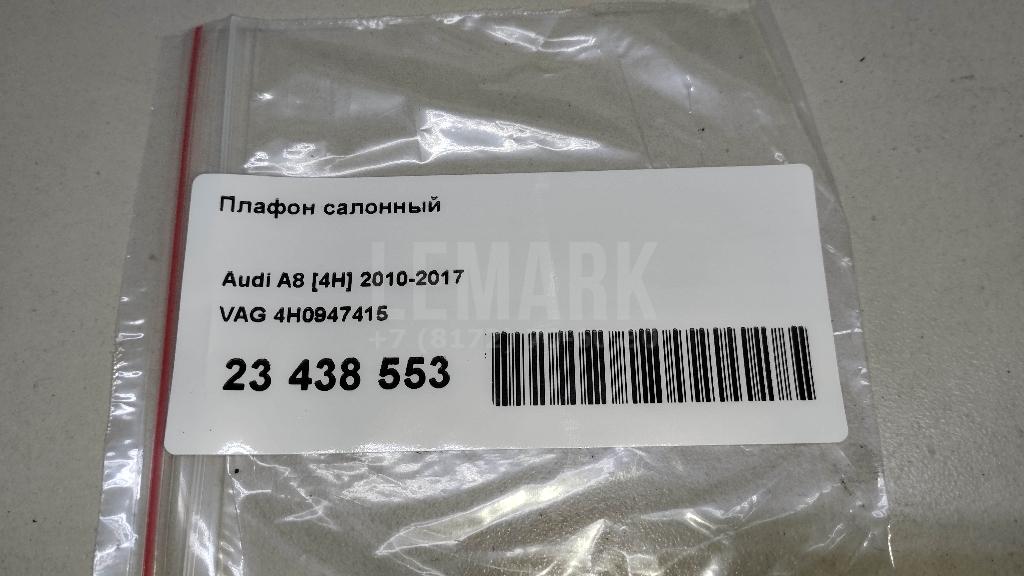 Плафон салонный
LEMARK
Audi A8 [4H] 2010-2017
VAG 4H0947415
23 438 553